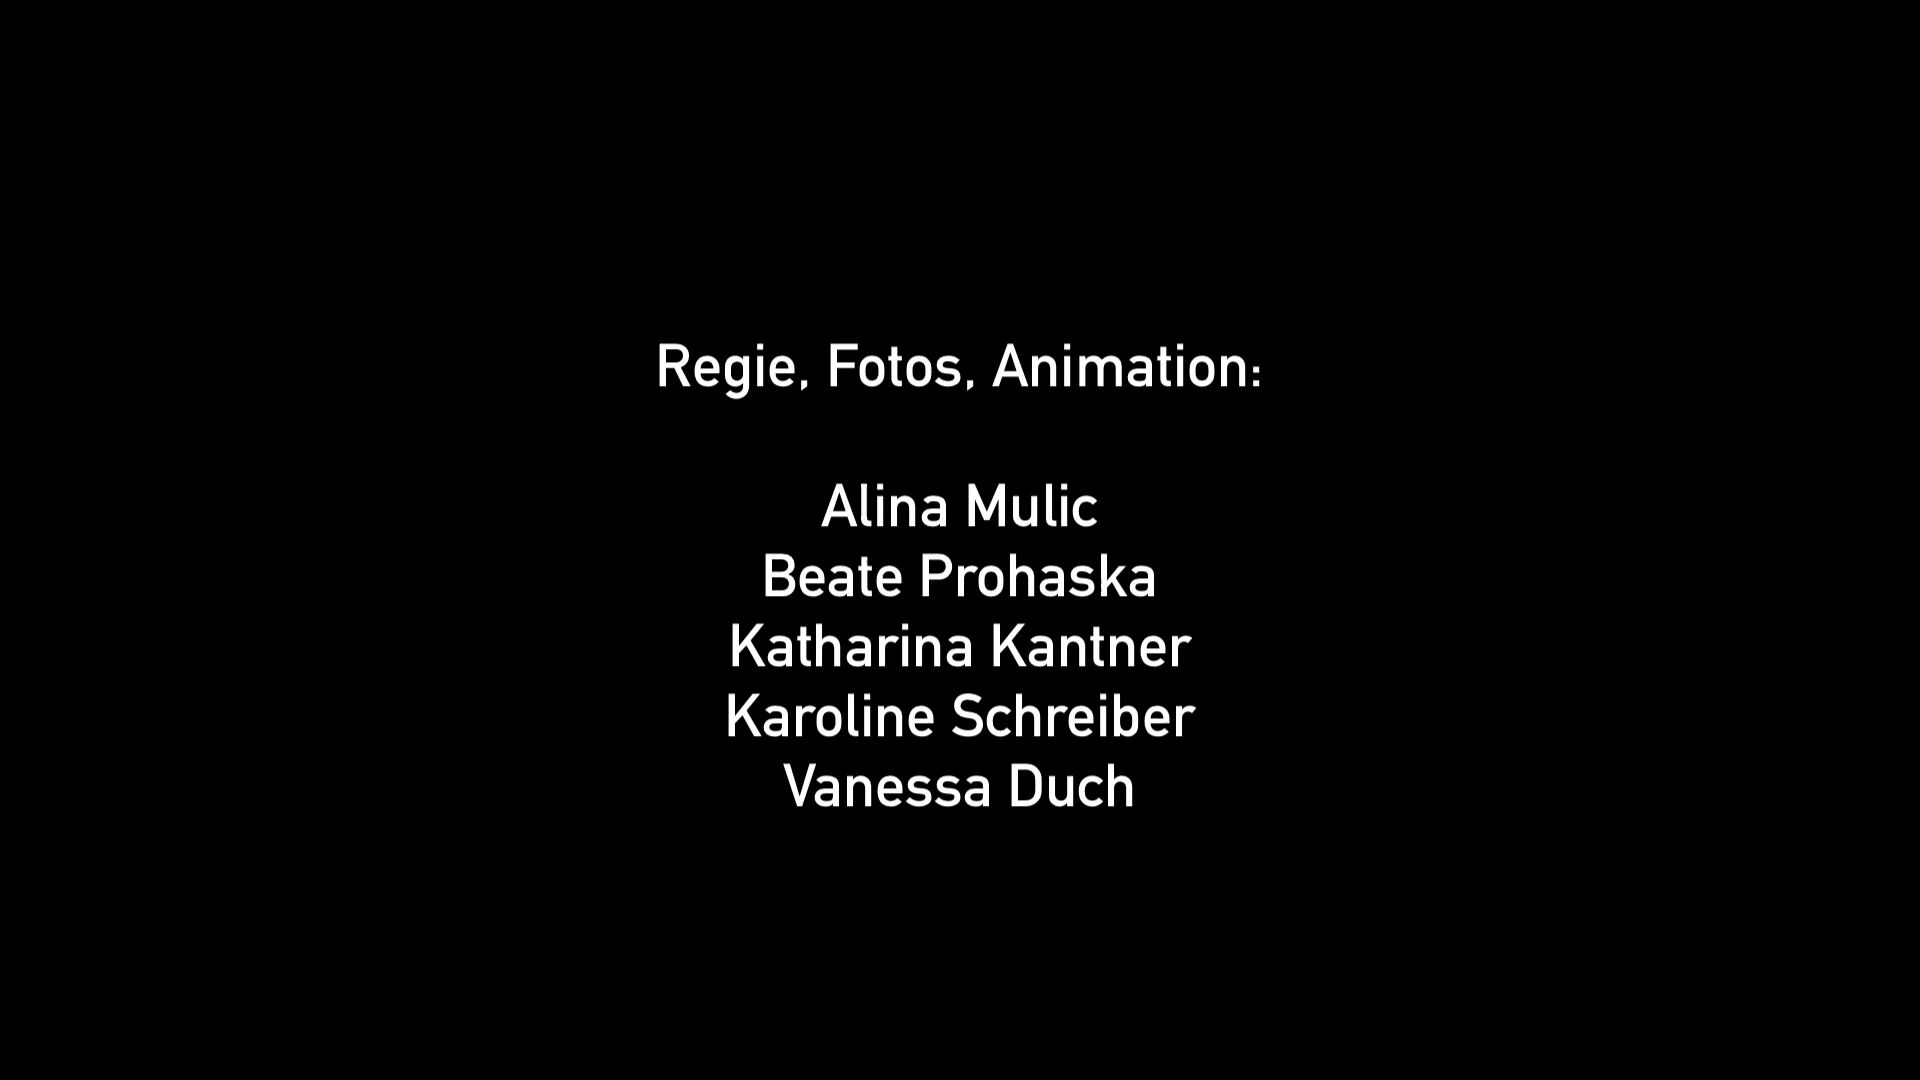 Regie, Fotos, Animation:
Alina Mulic
Beate Prohaska
Katharina Kantner
Karoline Schreiber
Vanessa Duch